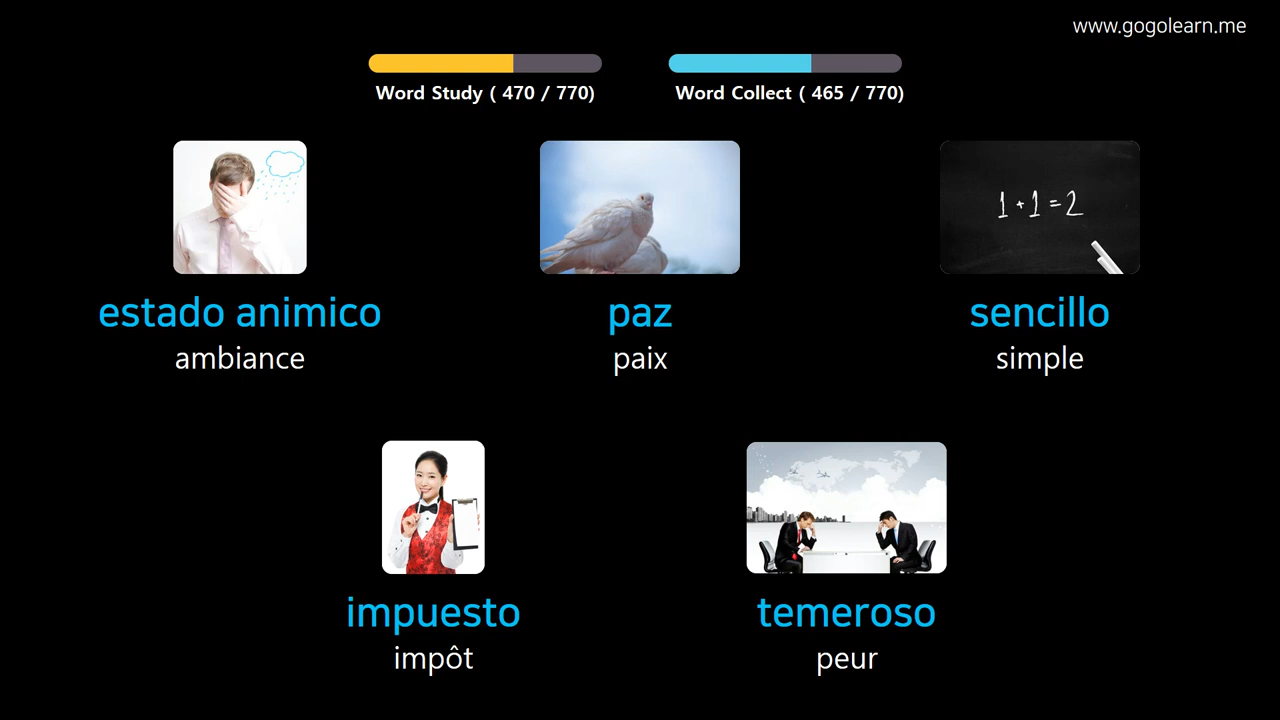 www.gogolearn.me
Word Study ( 470 / 770)
Word Collect ( 465 / 770)
1+1=2
estado animico
ambiance
paz
paix
sencillo
simple
impuesto
impôt
temeroso
peur